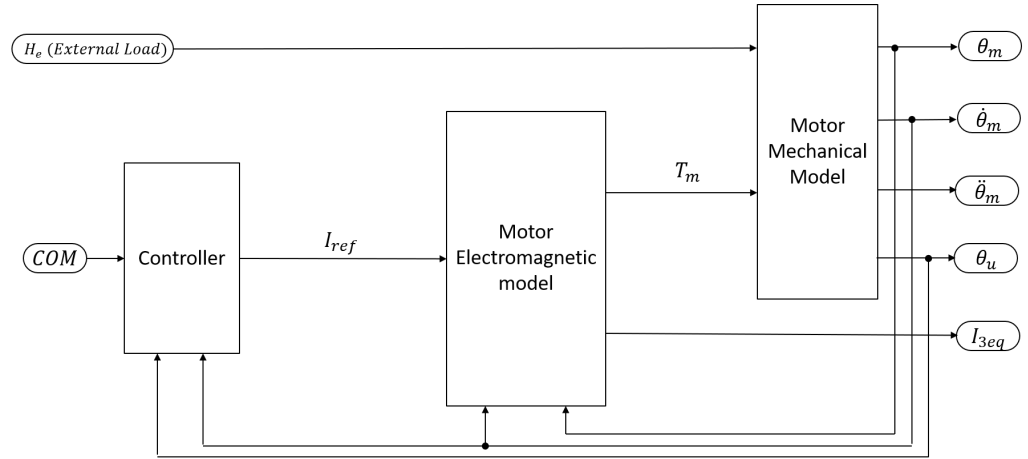 H_e (External Load)
θ_m
θ̇_m
Motor
Mechanical
Model
T_m
θ̈_m
COM
Controller
I_ref
Motor
Electromagnetic
model
θ_u
I_3eq